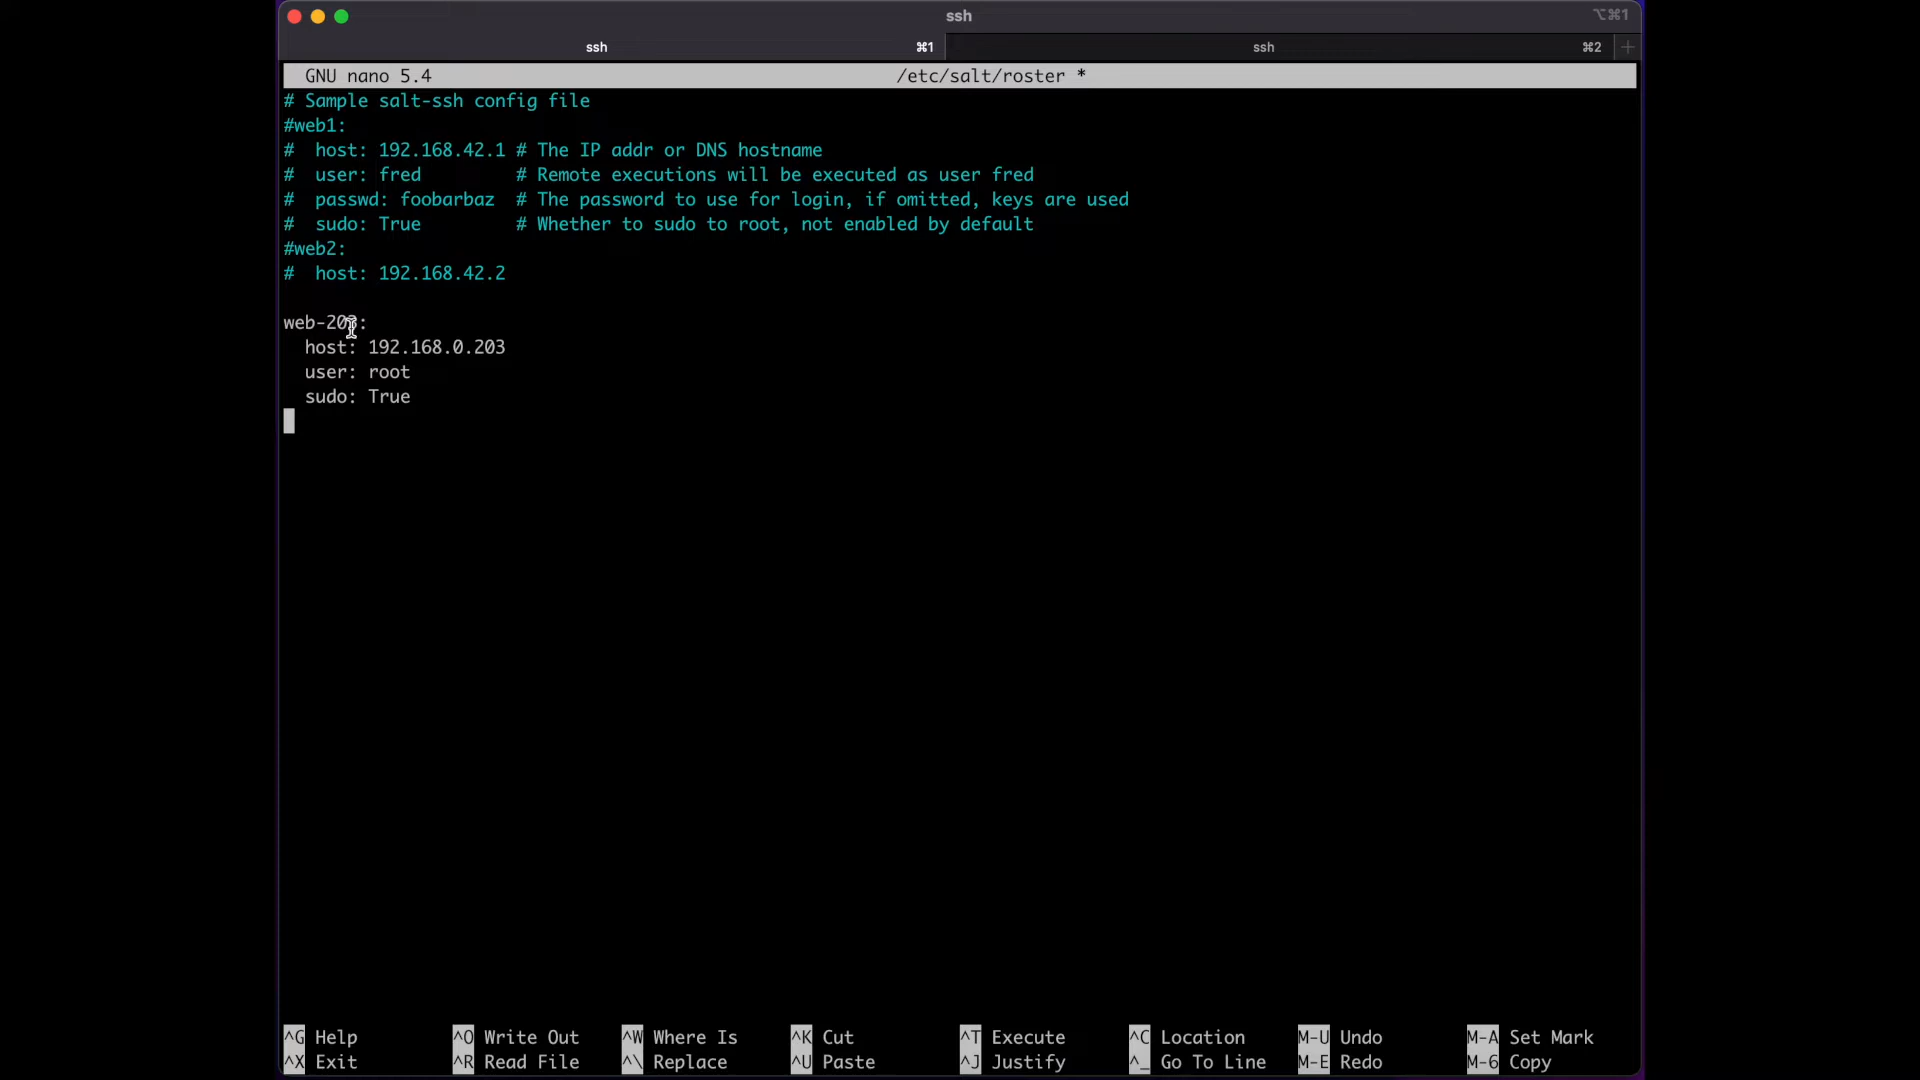 ssh
⌥⌘1
ssh ⌘1 ssh ⌘2 +
GNU nano 5.4 /etc/salt/roster *
# Sample salt-ssh config file
#web1:
#  host: 192.168.42.1 # The IP addr or DNS hostname
#  user: fred         # Remote executions will be executed as user fred
#  passwd: foobarbaz  # The password to use for login, if omitted, keys are used
#  sudo: True         # Whether to sudo to root, not enabled by default
#web2:
#  host: 192.168.42.2
web-203:
  host: 192.168.0.203
  user: root
  sudo: True
^G Help ^O Write Out ^W Where Is ^K Cut ^T Execute ^C Location M-U Undo M-A Set Mark
^X Exit ^R Read File ^\ Replace ^U Paste ^J Justify ^_ Go To Line M-E Redo M-6 Copy